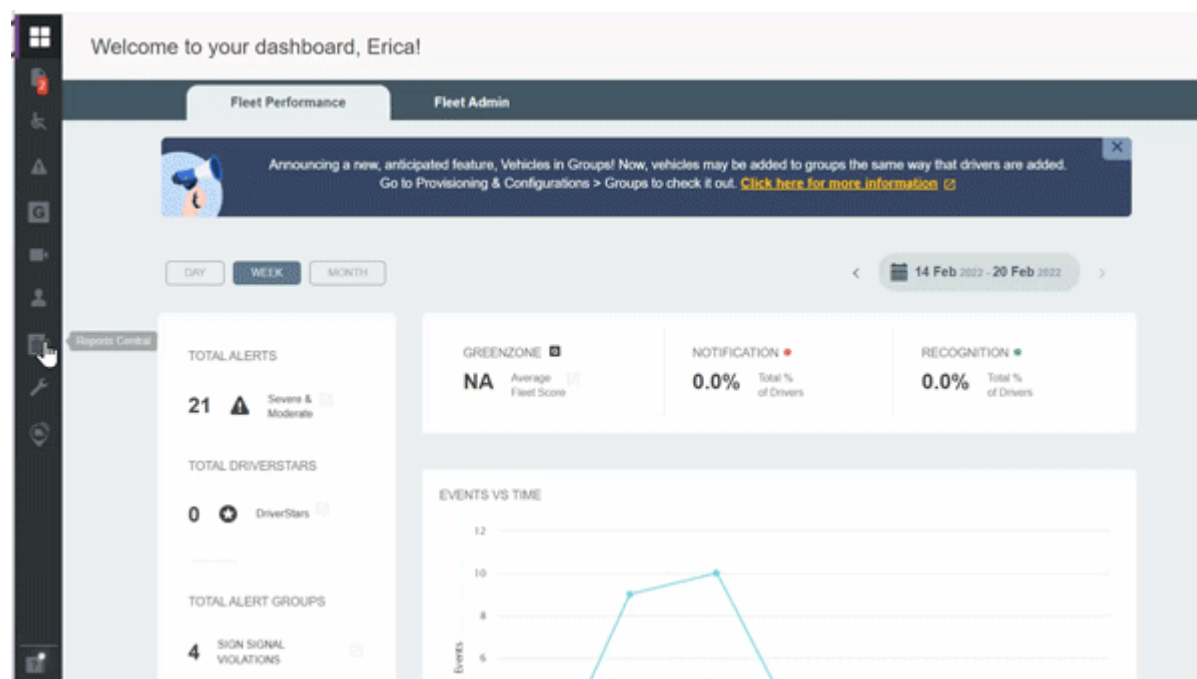 Welcome to your dashboard, Erica!
2
Fleet Performance
Fleet Admin
Announcing a new, anticipated feature, Vehicles in Groups! Now, vehicles may be added to groups the same way that drivers are added.
Go to Provisioning & Configurations > Groups to check it out. Click here for more information
G
DAY
WEEK
MONTH
14 Feb 2022 - 20 Feb 2022
Reports Central
TOTAL ALERTS
21
Severe &
Moderate
TOTAL DRIVERSTARS
0
DriverStars
TOTAL ALERT GROUPS
4
SIGN SIGNAL
VIOLATIONS
GREENZONE
NA
Average
Fleet Score
NOTIFICATION
0.0%
Total %
of Drivers
RECOGNITION
0.0%
Total %
of Drivers
EVENTS VS TIME
12
10
8
6
Events
?